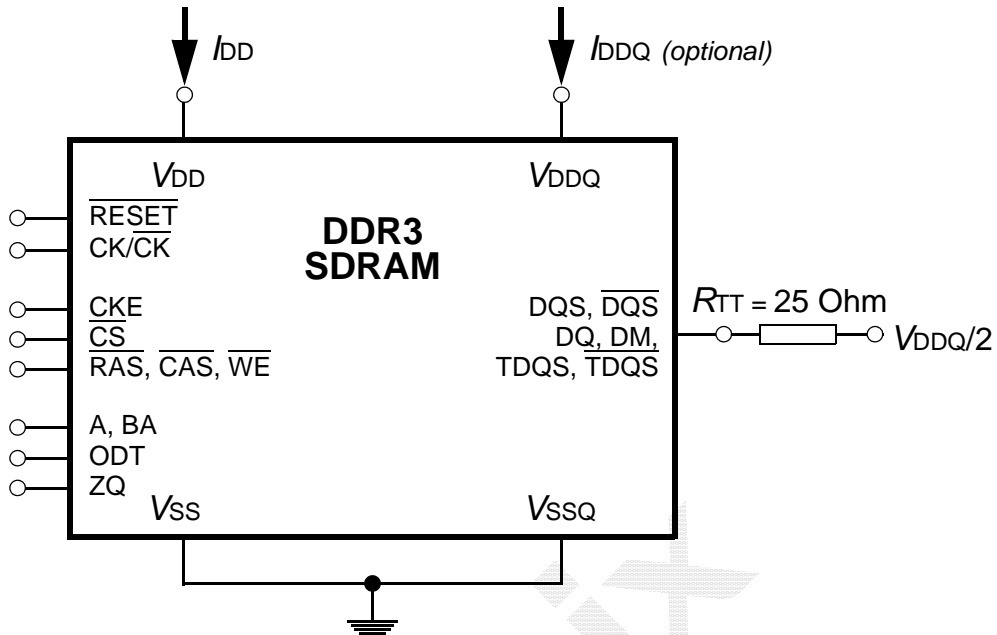 IDD
IDDQ (optional)
VDD
VDDQ
RESET
CK/CK
DDR3
SDRAM
CKE
CS
RAS, CAS, WE
DQS, DQS
DQ, DM,
TDQS, TDQS
RTT = 25 Ohm
VDDQ/2
A, BA
ODT
ZQ
VSS
VSSQ